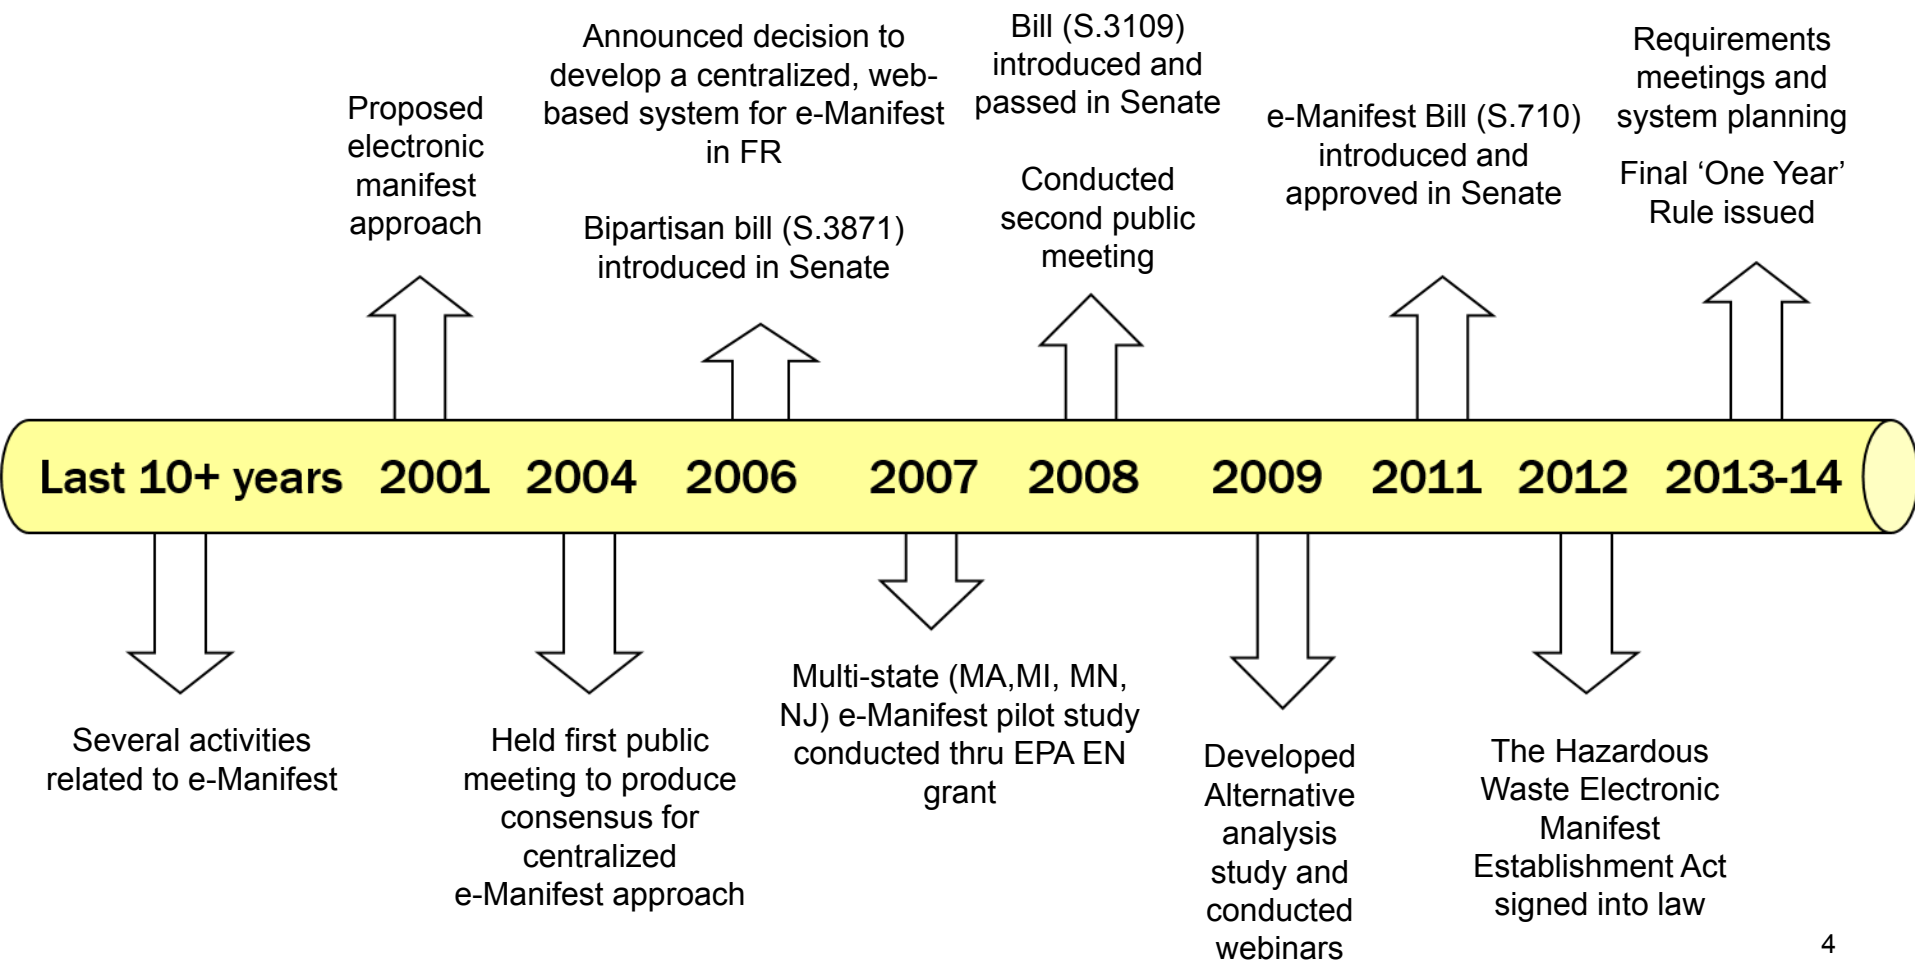 Proposed
electronic
manifest
approach
Announced decision to
develop a centralized, web-
based system for e-Manifest
in FR
Bipartisan bill (S.3871)
introduced in Senate
Bill (S.3109)
introduced and
passed in Senate
Conducted
second public
meeting
e-Manifest Bill (S.710)
introduced and
approved in Senate
Requirements
meetings and
system planning
Final ‘One Year’
Rule issued
Last 10+ years 2001 2004 2006 2007 2008 2009 2011 2012 2013-14
Several activities
related to e-Manifest
Held first public
meeting to produce
consensus for
centralized
e-Manifest approach
Multi-state (MA,MI, MN,
NJ) e-Manifest pilot study
conducted thru EPA EN
grant
Developed
Alternative
analysis
study and
conducted
webinars
The Hazardous
Waste Electronic
Manifest
Establishment Act
signed into law
4